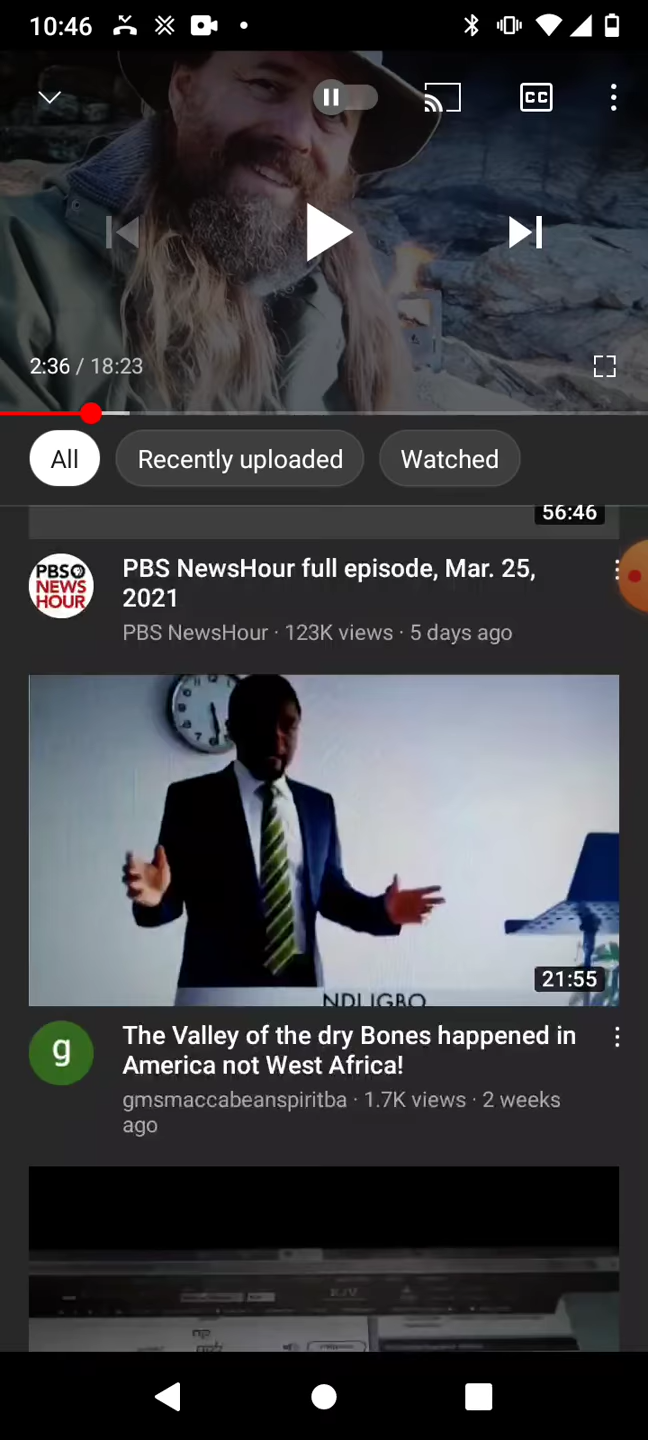 10:46
CC
2:36 / 18:23
All
Recently uploaded
Watched
56:46
PBS
NEWS
HOUR
PBS NewsHour full episode, Mar. 25,
2021
PBS NewsHour · 123K views · 5 days ago
21:55
NDI IGBO
g
The Valley of the dry Bones happened in
America not West Africa!
gmsmaccabeanspiritba · 1.7K views · 2 weeks
ago